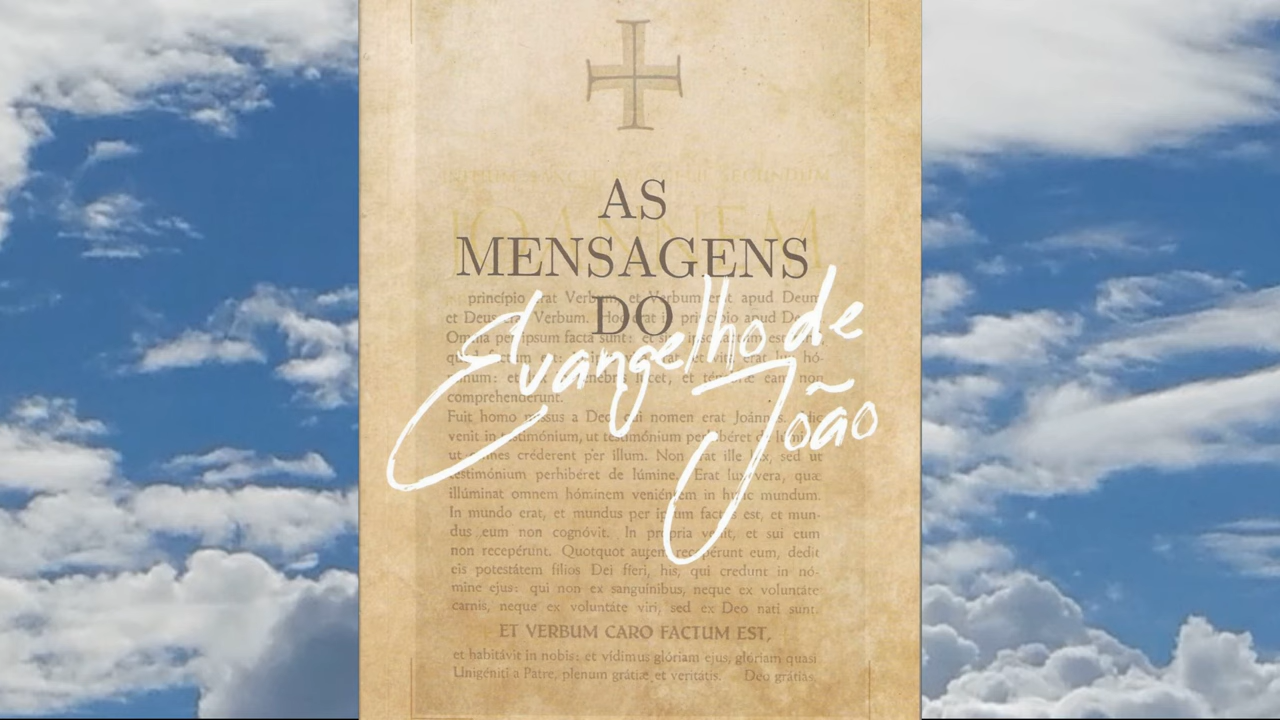 AS
MENSAGENS
DO
Evangelho de
João
JOANNEM
principio erat Verbum, et Verbum erat apud Deum
et Deus erat Verbum. Hoc erat in principio apud
Omnia per ipsum facta sunt: et
comprehenderunt.
Fuit homo missus a Deo, cui nomen erat Joánnes. Hic
venit in testimónium, ut testimónium perhibéret de lúmine
ut omnes créderent per illum. Non erat ille lux, sed ut
testimónium perhibéret de lúmine. Erat lux vera, quæ
illúminat omnem hóminem veniéntem in hunc mundum.
In mundo erat, et mundus per ipsum factus est, et mun-
dus eum non cognóvit. In própria venit, et sui eum
non recepérunt. Quotquot autem recepérunt eum, dedit
eis potestátem fílios Dei fíeri, his, qui credunt in nó-
mine ejus: qui non ex sanguínibus, neque ex voluntáte
carnis, neque ex voluntáte viri, sed ex Deo nati sunt.
ET VERBUM CARO FACTUM EST,
et habitávit in nobis: et vídimus glóriam ejus, glóriam quasi
Unigéniti a Patre, plenum grátiæ et veritátis. Deo grátias.